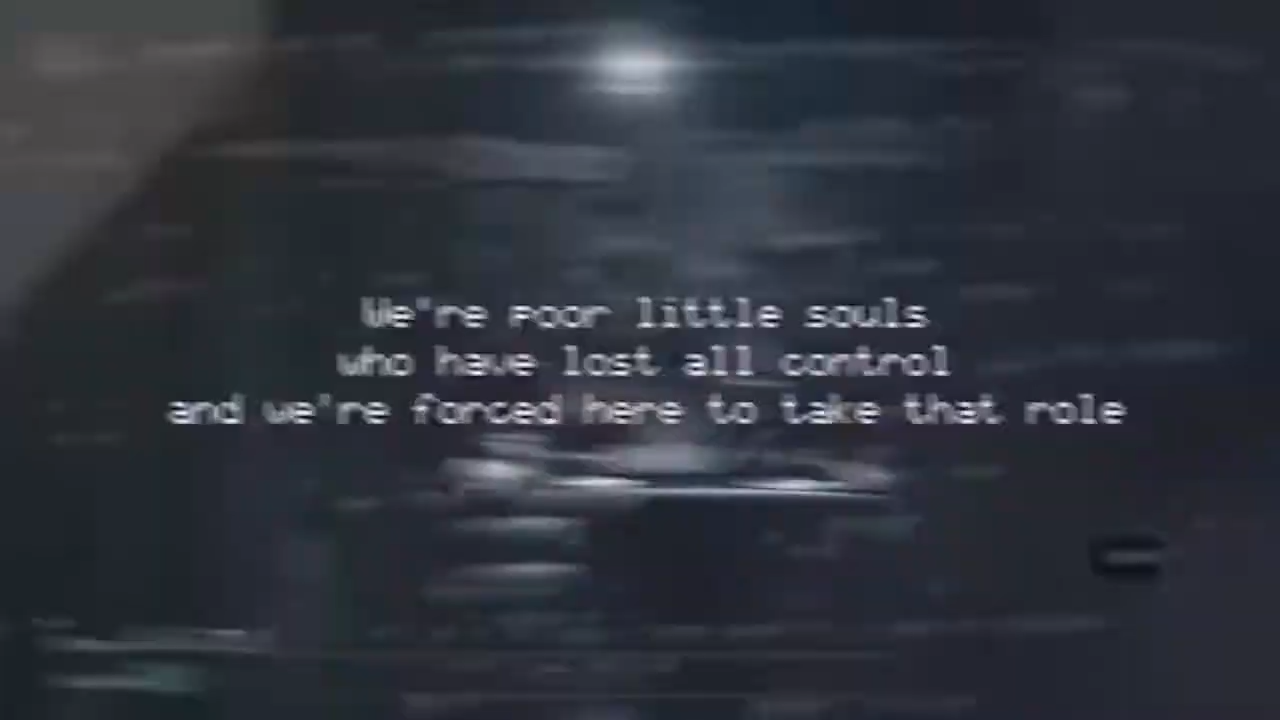 We're poor little souls
who have lost all control
and we're forced here to take that role